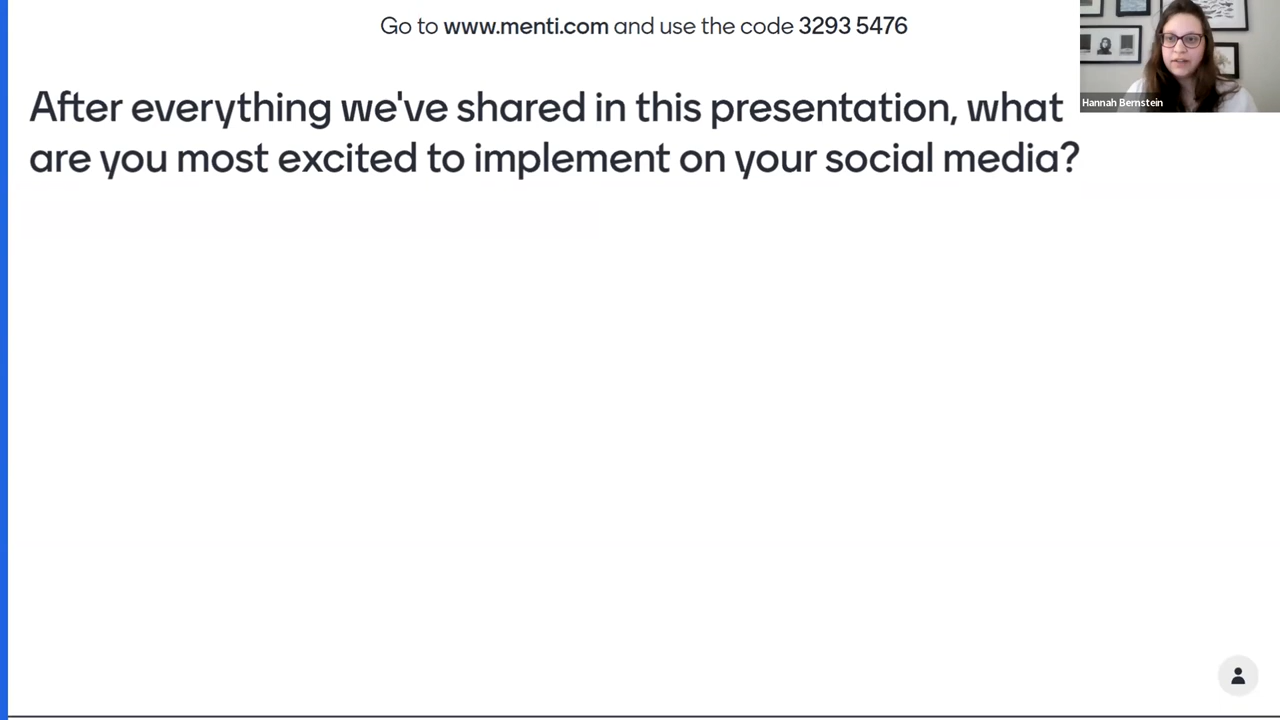 Go to www.menti.com and use the code 3293 5476
Hannah Bernstein
After everything we've shared in this presentation, what
are you most excited to implement on your social media?